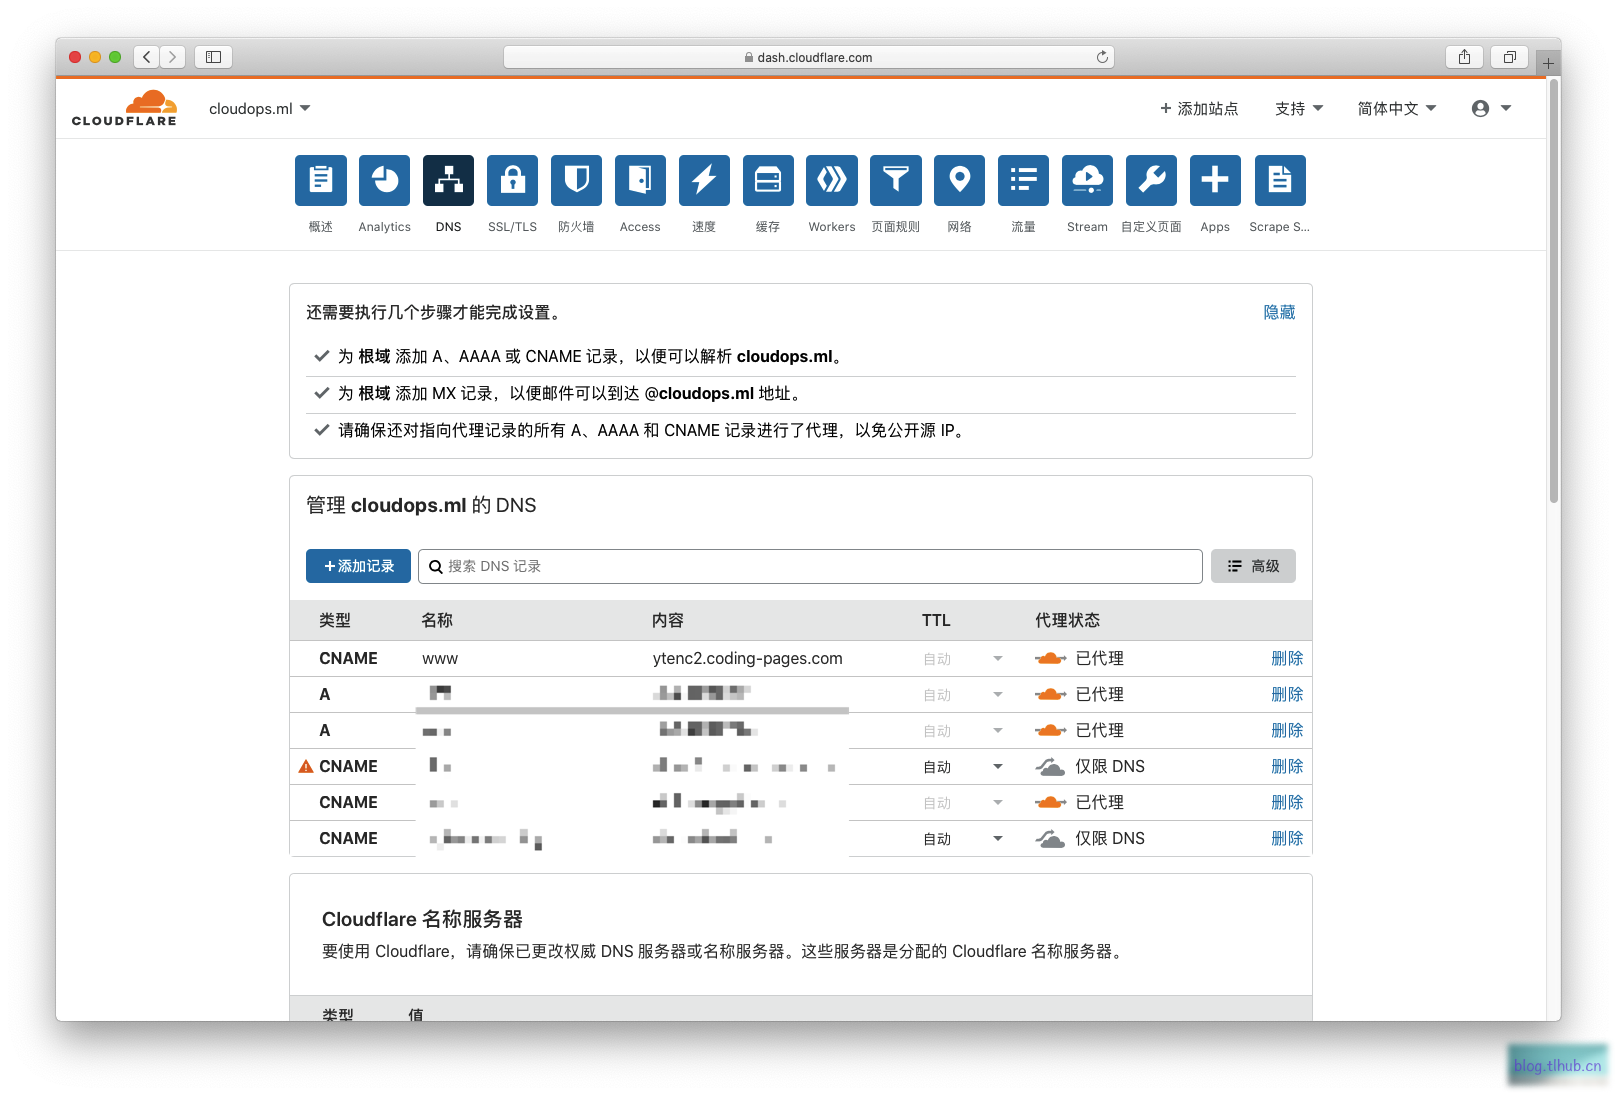 dash.cloudflare.com
CLOUDFLARE
cloudops.ml
+ 添加站点
支持
简体中文
概述
Analytics
DNS
SSL/TLS
防火墙
Access
速度
缓存
Workers
页面规则
网络
流量
Stream
自定义页面
Apps
Scrape S...
还需要执行几个步骤才能完成设置。
隐藏
为 根域 添加 A、AAAA 或 CNAME 记录，以便可以解析 cloudops.ml。
为 根域 添加 MX 记录，以便邮件可以到达 @cloudops.ml 地址。
请确保还对指向代理记录的所有 A、AAAA 和 CNAME 记录进行了代理，以免公开源 IP。
管理 cloudops.ml 的 DNS
+添加记录
搜索 DNS 记录
高级
类型 名称 内容 TTL 代理状态
CNAME www ytenc2.coding-pages.com 自动 已代理 删除
A 自动 已代理 删除
A 自动 已代理 删除
CNAME 自动 仅限 DNS 删除
CNAME 自动 已代理 删除
CNAME 自动 仅限 DNS 删除
Cloudflare 名称服务器
要使用 Cloudflare，请确保已更改权威 DNS 服务器或名称服务器。这些服务器是分配的 Cloudflare 名称服务器。
类型 值
blog.tlhub.cn